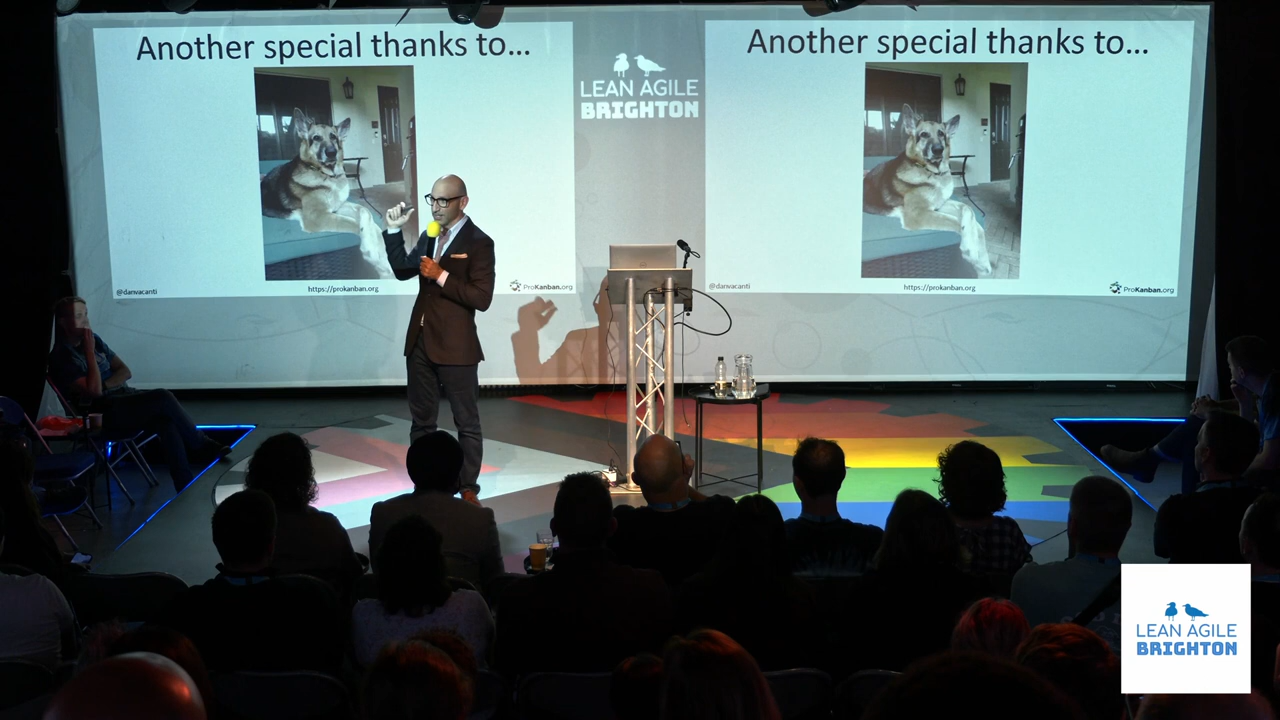 Another special thanks to...
@danvacanti
https://prokanban.org
ProKanban.org
LEAN AGILE
BRIGHTON
Another special thanks to...
@danvacanti
https://prokanban.org
ProKanban.org
LEAN AGILE
BRIGHTON